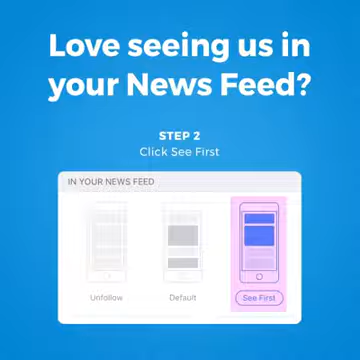 Love seeing us in
your News Feed?
STEP 2
Click See First
IN YOUR NEWS FEED
Unfollow
Default
See First